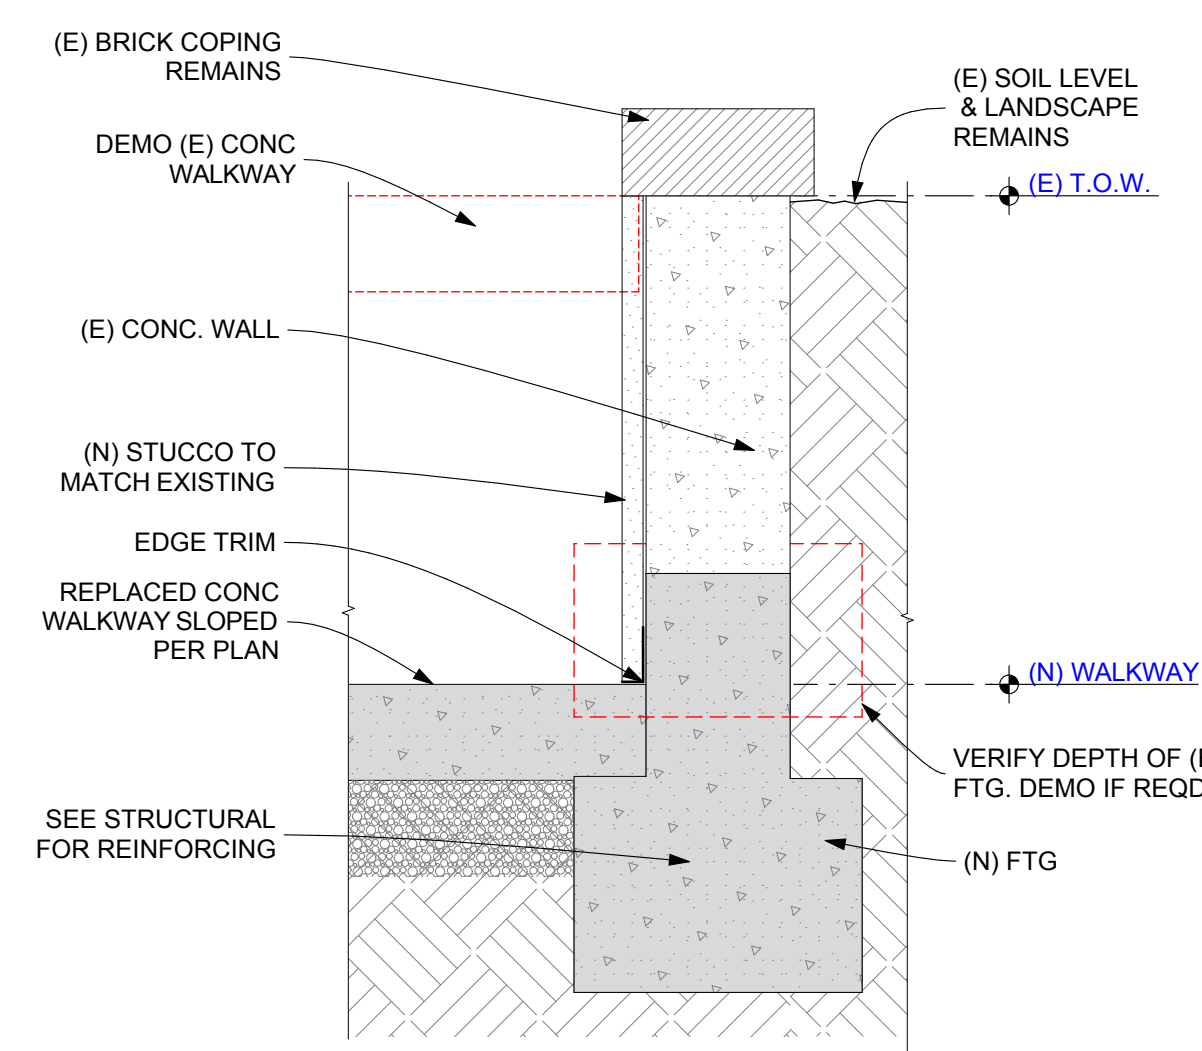 (E) BRICK COPING
REMAINS
(E) SOIL LEVEL
& LANDSCAPE
REMAINS
DEMO (E) CONC
WALKWAY
(E) T.O.W.
(E) CONC. WALL
(N) STUCCO TO
MATCH EXISTING
EDGE TRIM
REPLACED CONC
WALKWAY SLOPED
PER PLAN
(N) WALKWAY
VERIFY DEPTH OF
FTG. DEMO IF REQD
SEE STRUCTURAL
FOR REINFORCING
(N) FTG